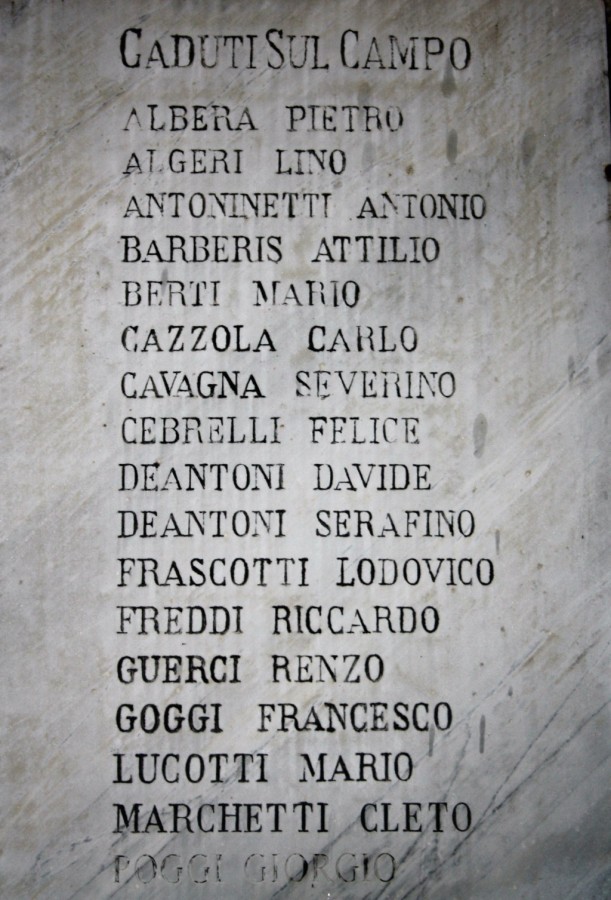 CADUTI SUL CAMPO
ALBERA PIETRO
ALGERI LINO
ANTONINETTI ANTONIO
BARBERIS ATTILIO
BERTI MARIO
CAZZOLA CARLO
CAVAGNA SEVERINO
CEBRELLI FELICE
DEANTONI DAVIDE
DEANTONI SERAFINO
FRASCOTTI LODOVICO
FREDDI RICCARDO
GUERCI RENZO
GOGGI FRANCESCO
LUCOTTI MARIO
MARCHETTI CLETO
POGGI GIORGIO